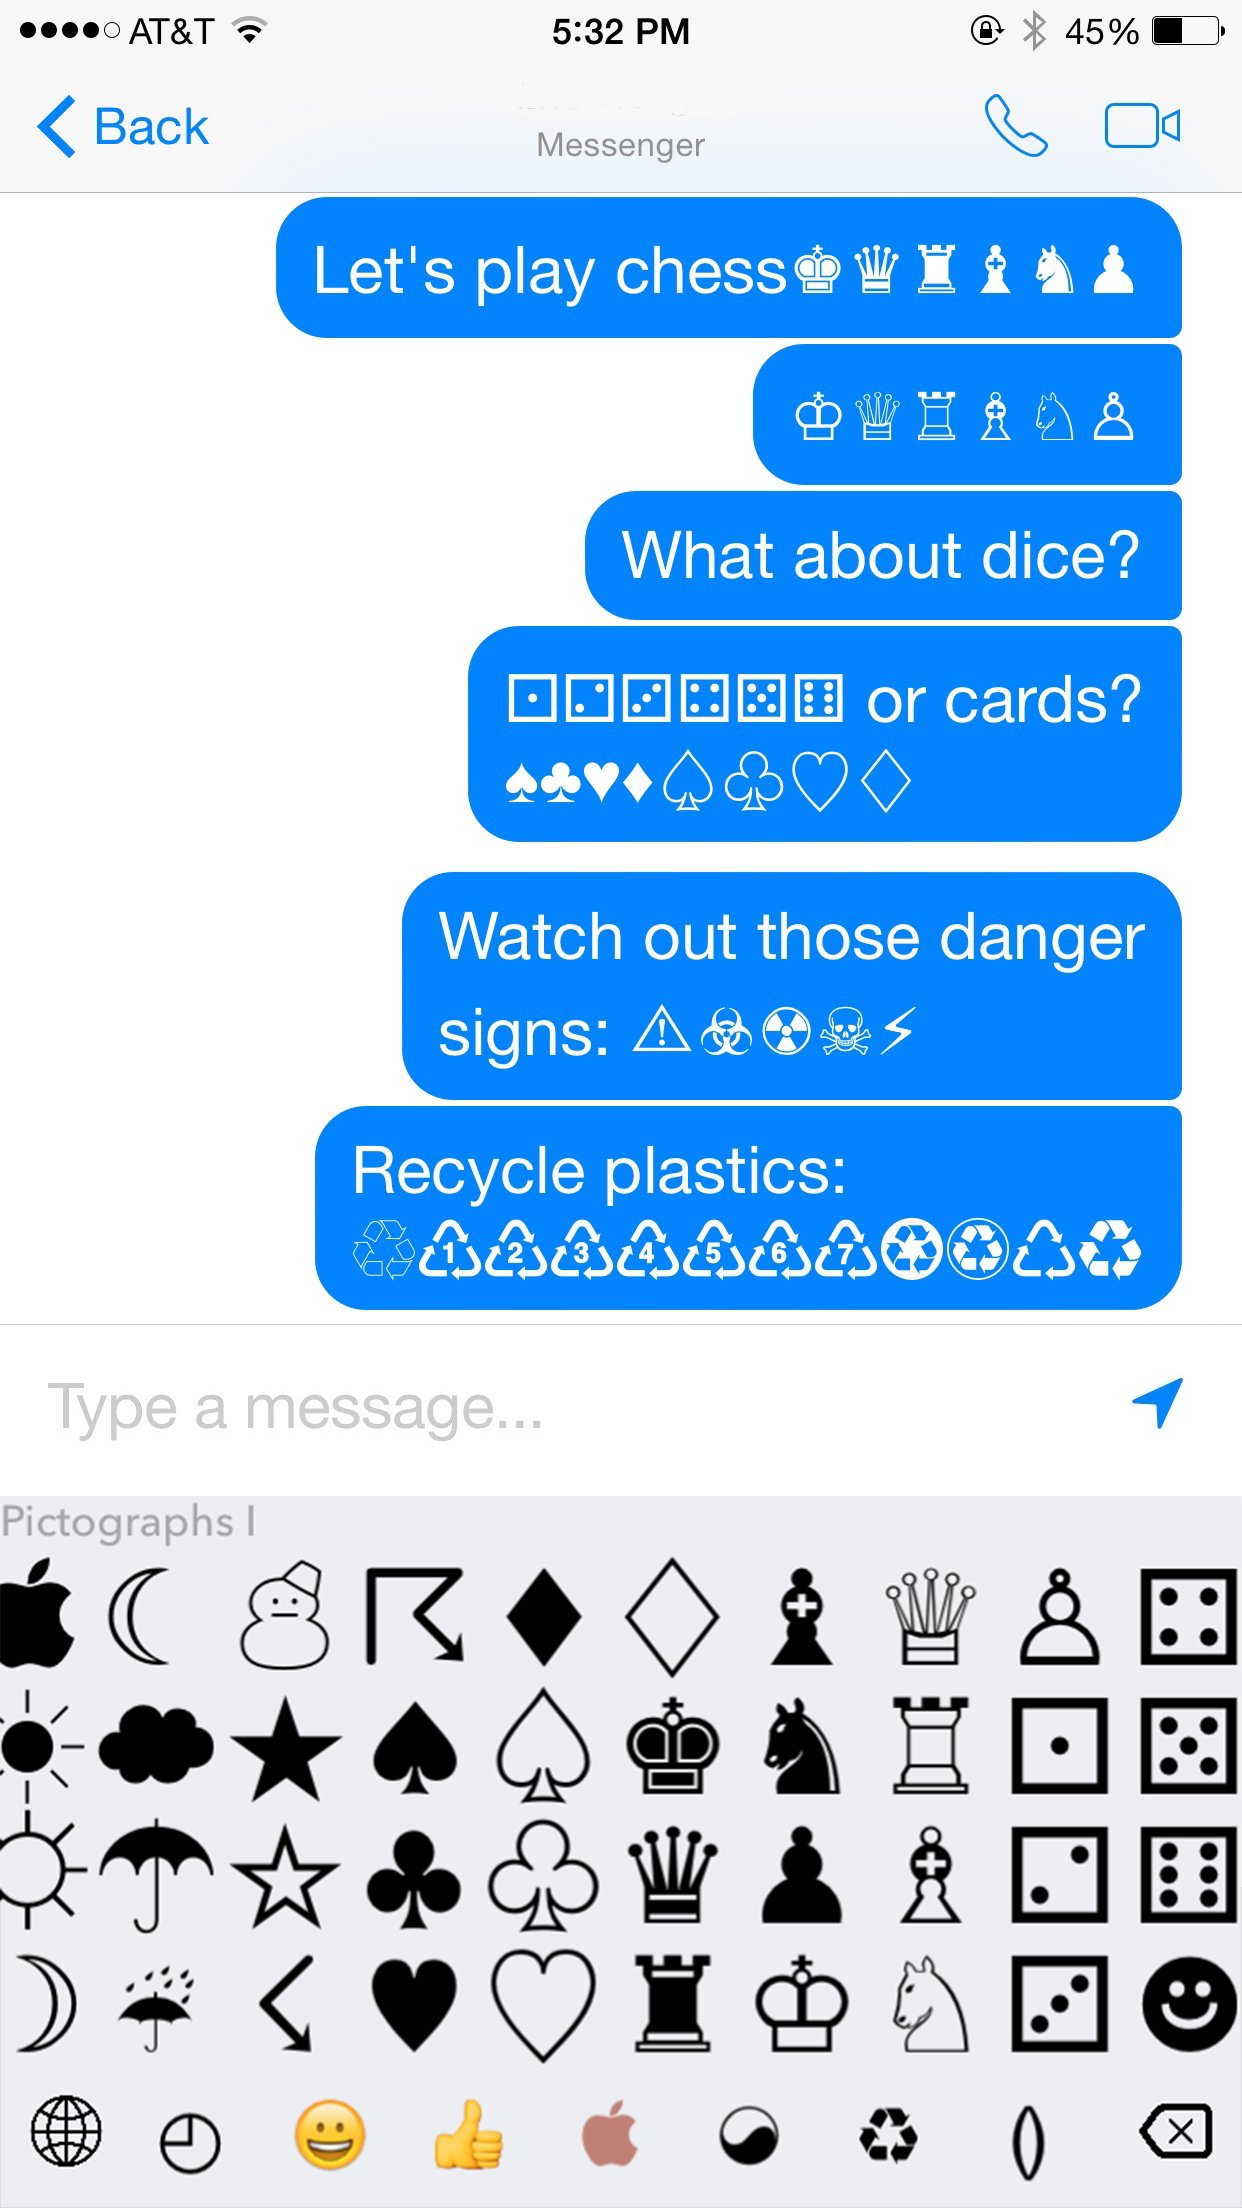 AT&T 5:32 PM 45%
Back
Messenger
Let's play chess♚♛♜♝♞♟
♔♕♖♗♘♙
What about dice?
⚀⚁⚂⚃⚄⚅ or cards?
♠♣♥♦♤♧♡♢
Watch out those danger
signs: ⚠☣☢☠⚡
Recycle plastics:
♲♳♴♵♶♷♸♹♼♽♺♻
Type a message...
Pictographs I